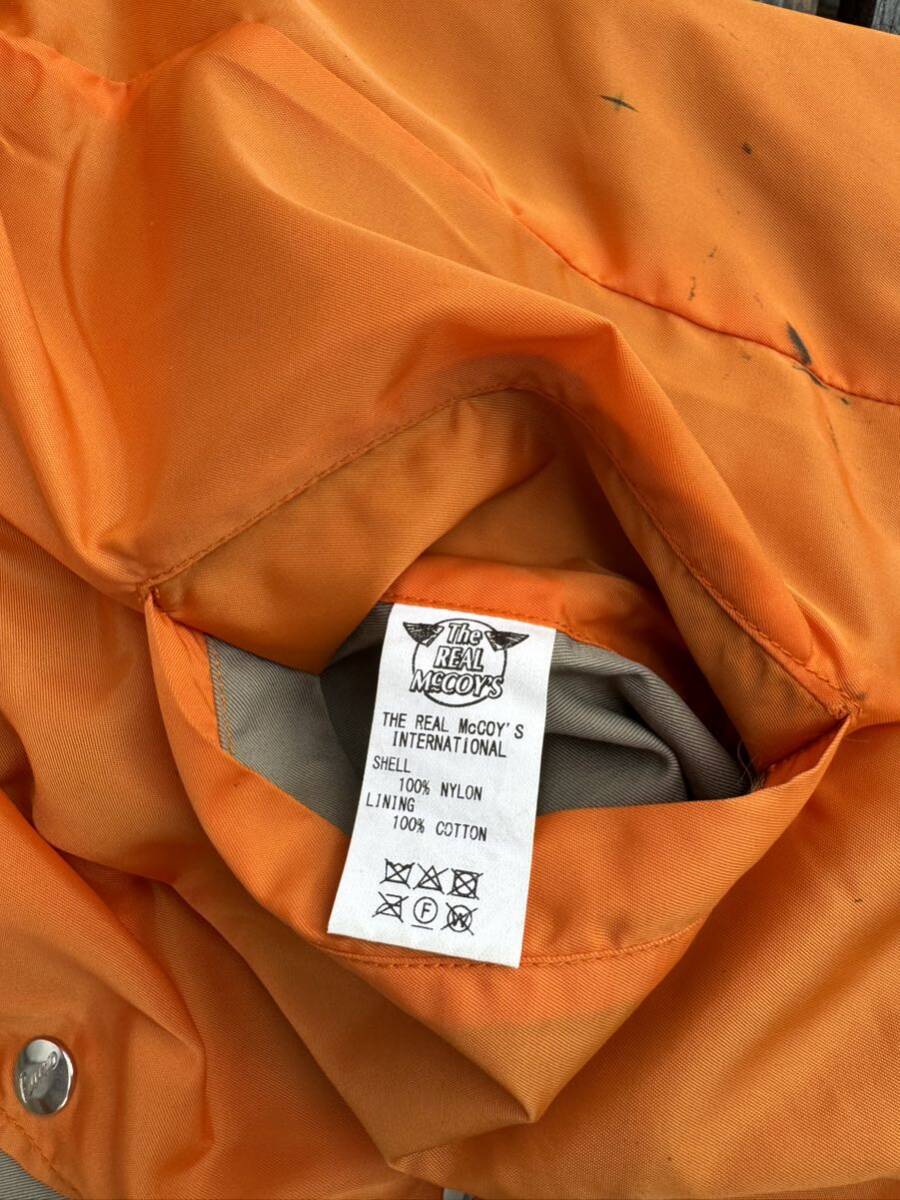 The
REAL
McCOY'S
THE REAL McCOY'S
INTERNATIONAL
SHELL
100% NYLON
LINING
100% COTTON
F
W